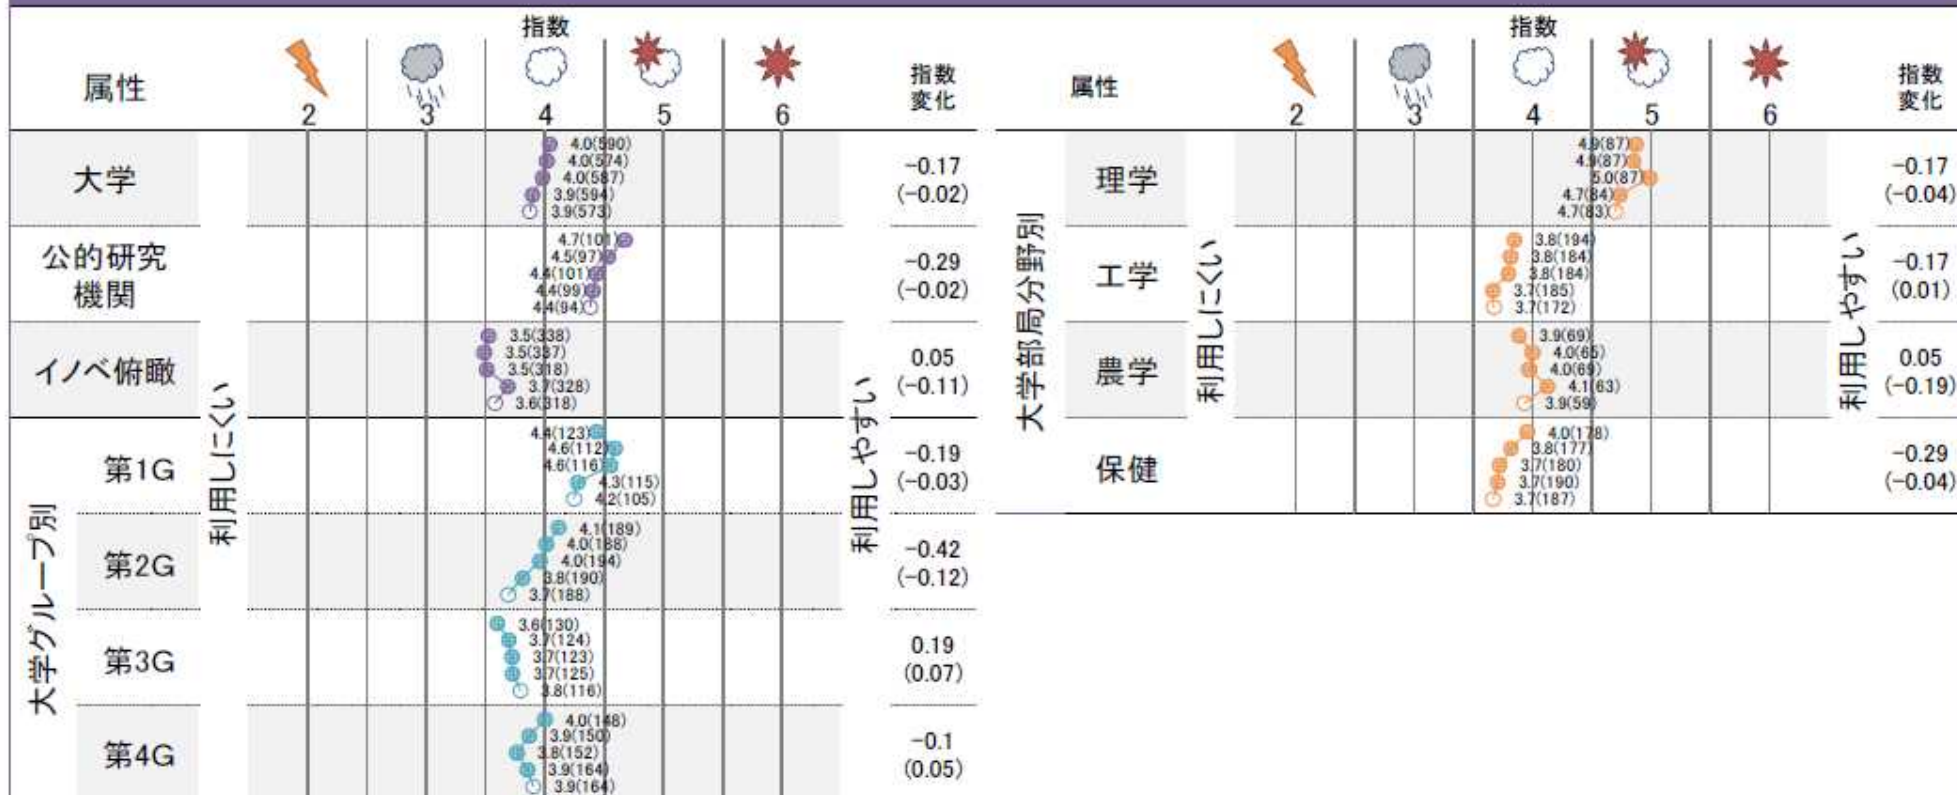 属性
指数
2 3 4 5 6
指数
変化
利用しにくい
利用しやすい
大学
4.0(590)
4.0(574)
4.0(587)
3.9(594)
3.9(573)
-0.17
(-0.02)
公的研究
機関
4.7(101)
4.5(97)
4.4(101)
4.4(99)
4.4(94)
-0.29
(-0.02)
イノベ俯瞰
3.5(338)
3.5(337)
3.5(318)
3.7(328)
3.6(318)
0.05
(-0.11)
大学グループ別
第1G
4.4(123)
4.6(112)
4.6(116)
4.3(115)
4.2(105)
-0.19
(-0.03)
第2G
4.1(189)
4.0(188)
4.0(194)
3.8(190)
3.7(188)
-0.42
(-0.12)
第3G
3.6(130)
3.7(124)
3.7(123)
3.7(125)
3.8(116)
0.19
(0.07)
第4G
4.0(148)
3.9(150)
3.8(152)
3.9(164)
3.9(164)
-0.1
(0.05)
属性
指数
2 3 4 5 6
指数
変化
大学部局分野別
利用しにくい
利用しやすい
理学
4.9(87)
4.9(87)
5.0(87)
4.7(84)
4.7(83)
-0.17
(-0.04)
工学
3.8(194)
3.8(184)
3.8(184)
3.7(185)
3.7(172)
-0.17
(0.01)
農学
3.9(69)
4.0(65)
4.0(69)
4.1(63)
3.9(59)
0.05
(-0.19)
保健
4.0(178)
3.8(177)
3.7(180)
3.7(190)
3.7(187)
-0.29
(-0.04)